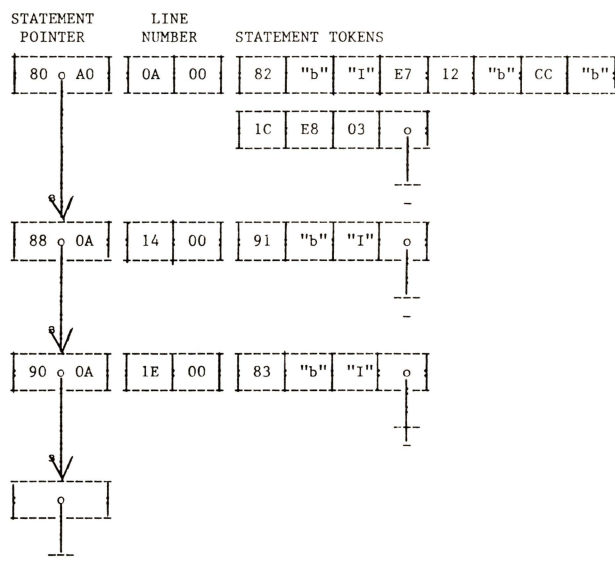 STATEMENT LINE
POINTER NUMBER STATEMENT TOKENS
80 A0 0A 00 82 "b" "I" E7 12 "b" CC "b"
1C E8 03
88 0A 14 00 91 "b" "I"
90 0A 1E 00 83 "b" "I"